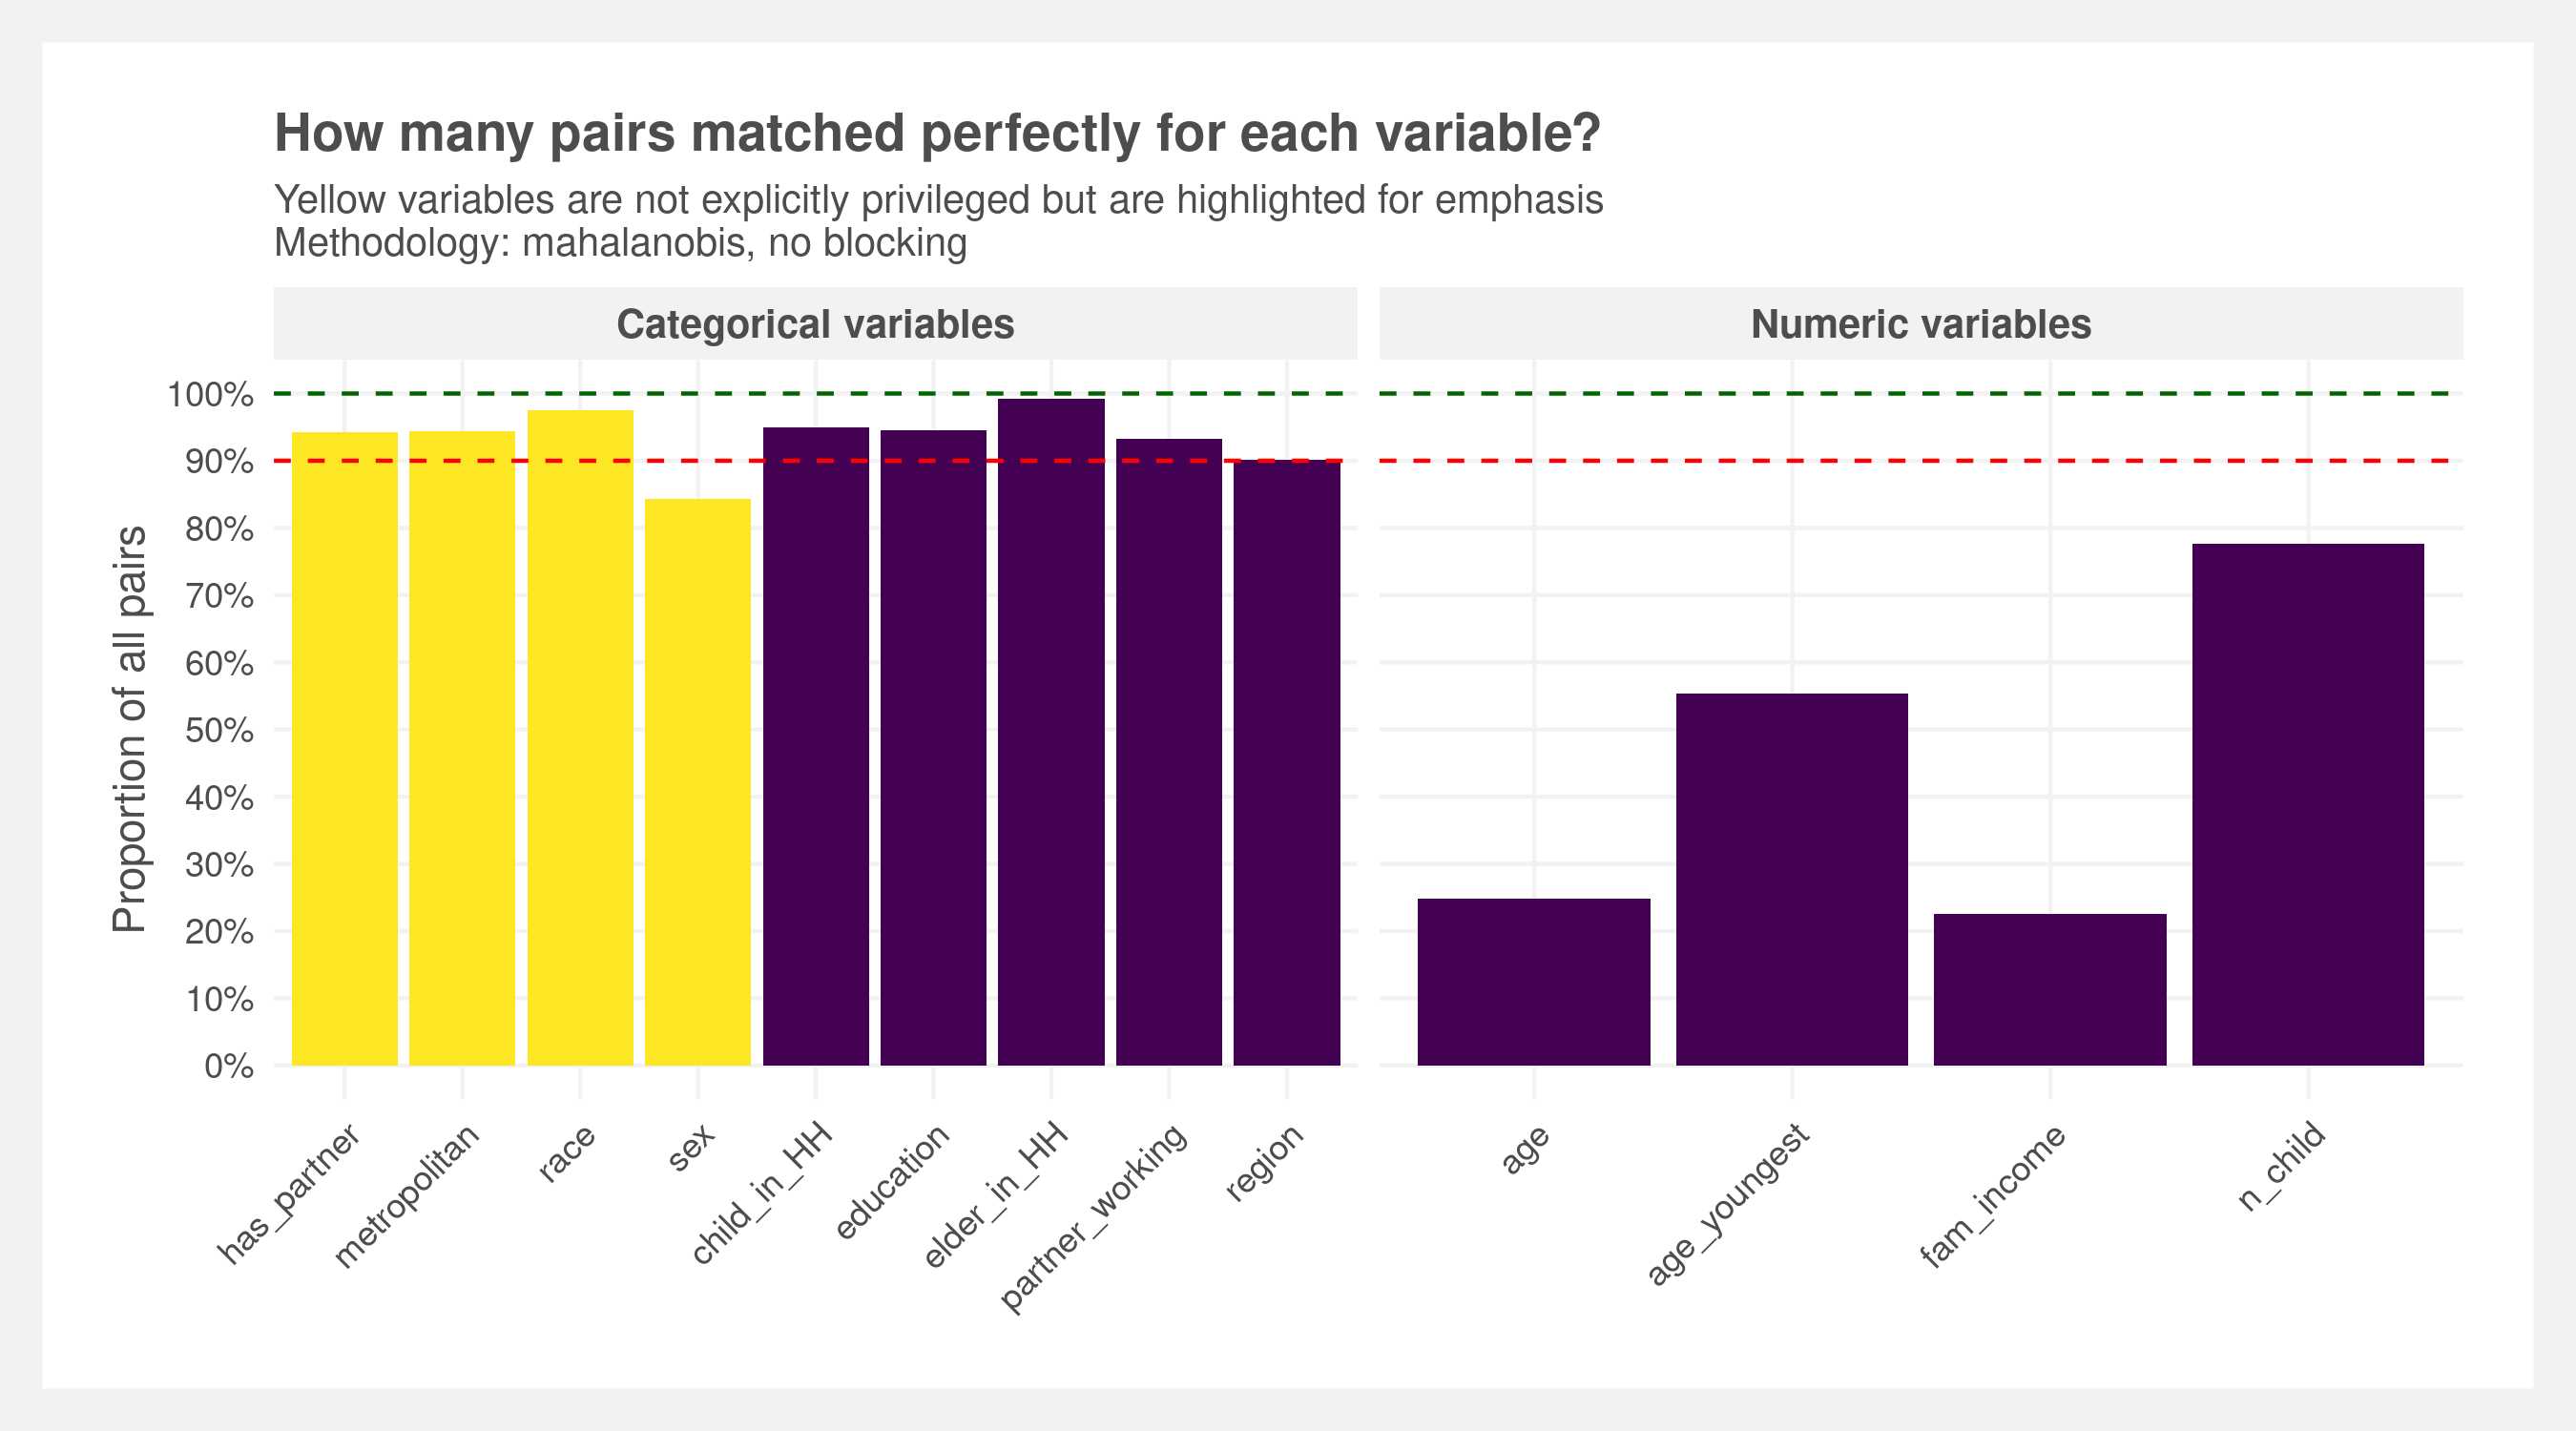 How many pairs matched perfectly for each variable?
Yellow variables are not explicitly privileged but are highlighted for emphasis
Methodology: mahalanobis, no blocking
Categorical variables
Numeric variables
Proportion of all pairs
100%
90%
80%
70%
60%
50%
40%
30%
20%
10%
0%
has_partner
metropolitan
race
sex
child_in_HH
education
elder_in_HH
partner_working
region
age
age_youngest
fam_income
n_child